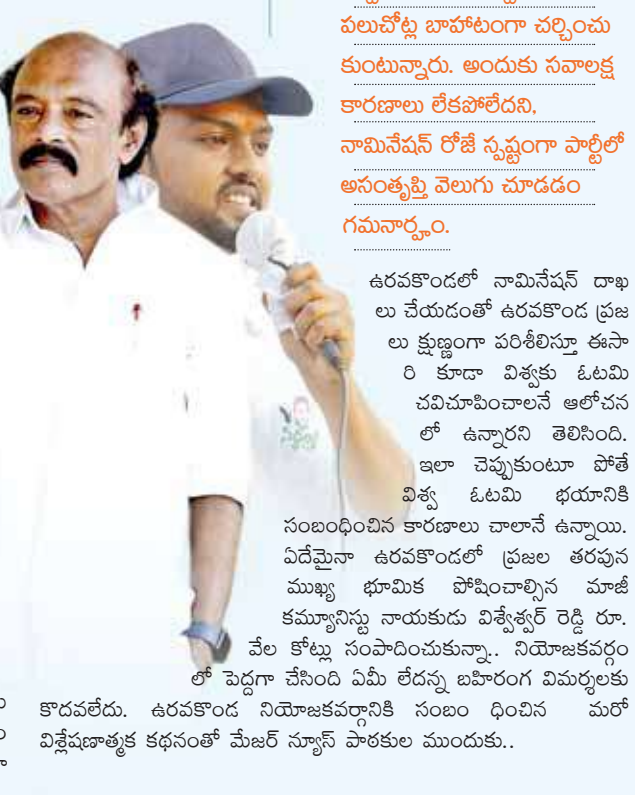 పలుచోట్ల బాహాటంగా చర్చించు
కుంటున్నారు. అందుకు సవాలక్ష
కారణాలు లేకపోలేదని,
నామినేషన్ రోజే స్పష్టంగా పార్టీలో
అసంతృప్తి వెలుగు చూడడం
గమనార్హం.
ఉరవకొండలో నామినేషన్ దాఖ
లు చేయడంతో ఉరవకొండ ప్రజ
లు క్షుణ్ణంగా పరిశీలిస్తూ ఈసా
రి కూడా విశ్వకు ఓటమి
చవిచూపించాలనే ఆలోచన
లో ఉన్నారని తెలిసింది.
ఇలా చెప్పుకుంటూ పోతే
విశ్వ ఓటమి భయానికి
సంబంధించిన కారణాలు చాలానే ఉన్నాయి.
ఏదేమైనా ఉరవకొండలో ప్రజల తరపున
ముఖ్య భూమిక పోషించాల్సిన మాజీ
కమ్యూనిస్టు నాయకుడు విశ్వేశ్వర్ రెడ్డి రూ.
వేల కోట్లు సంపాదించుకున్నా.. నియోజకవర్గం
లో పెద్దగా చేసింది ఏమీ లేదన్న బహిరంగ విమర్శలకు
కొదవలేదు. ఉరవకొండ నియోజకవర్గానికి సంబం ధించిన మరో
విశ్లేషణాత్మక కథనంతో మేజర్ న్యూస్ పాఠకుల ముందుకు..